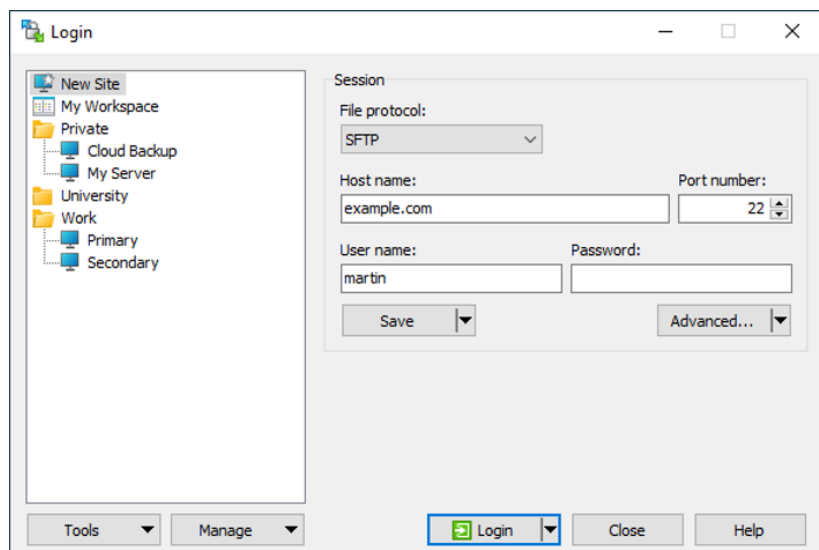 Login
New Site
My Workspace
Private
Cloud Backup
My Server
University
Work
Primary
Secondary
Session
File protocol:
SFTP
Host name: Port number:
example.com 22
User name: Password:
martin
Save Advanced...
Tools Manage Login Close Help